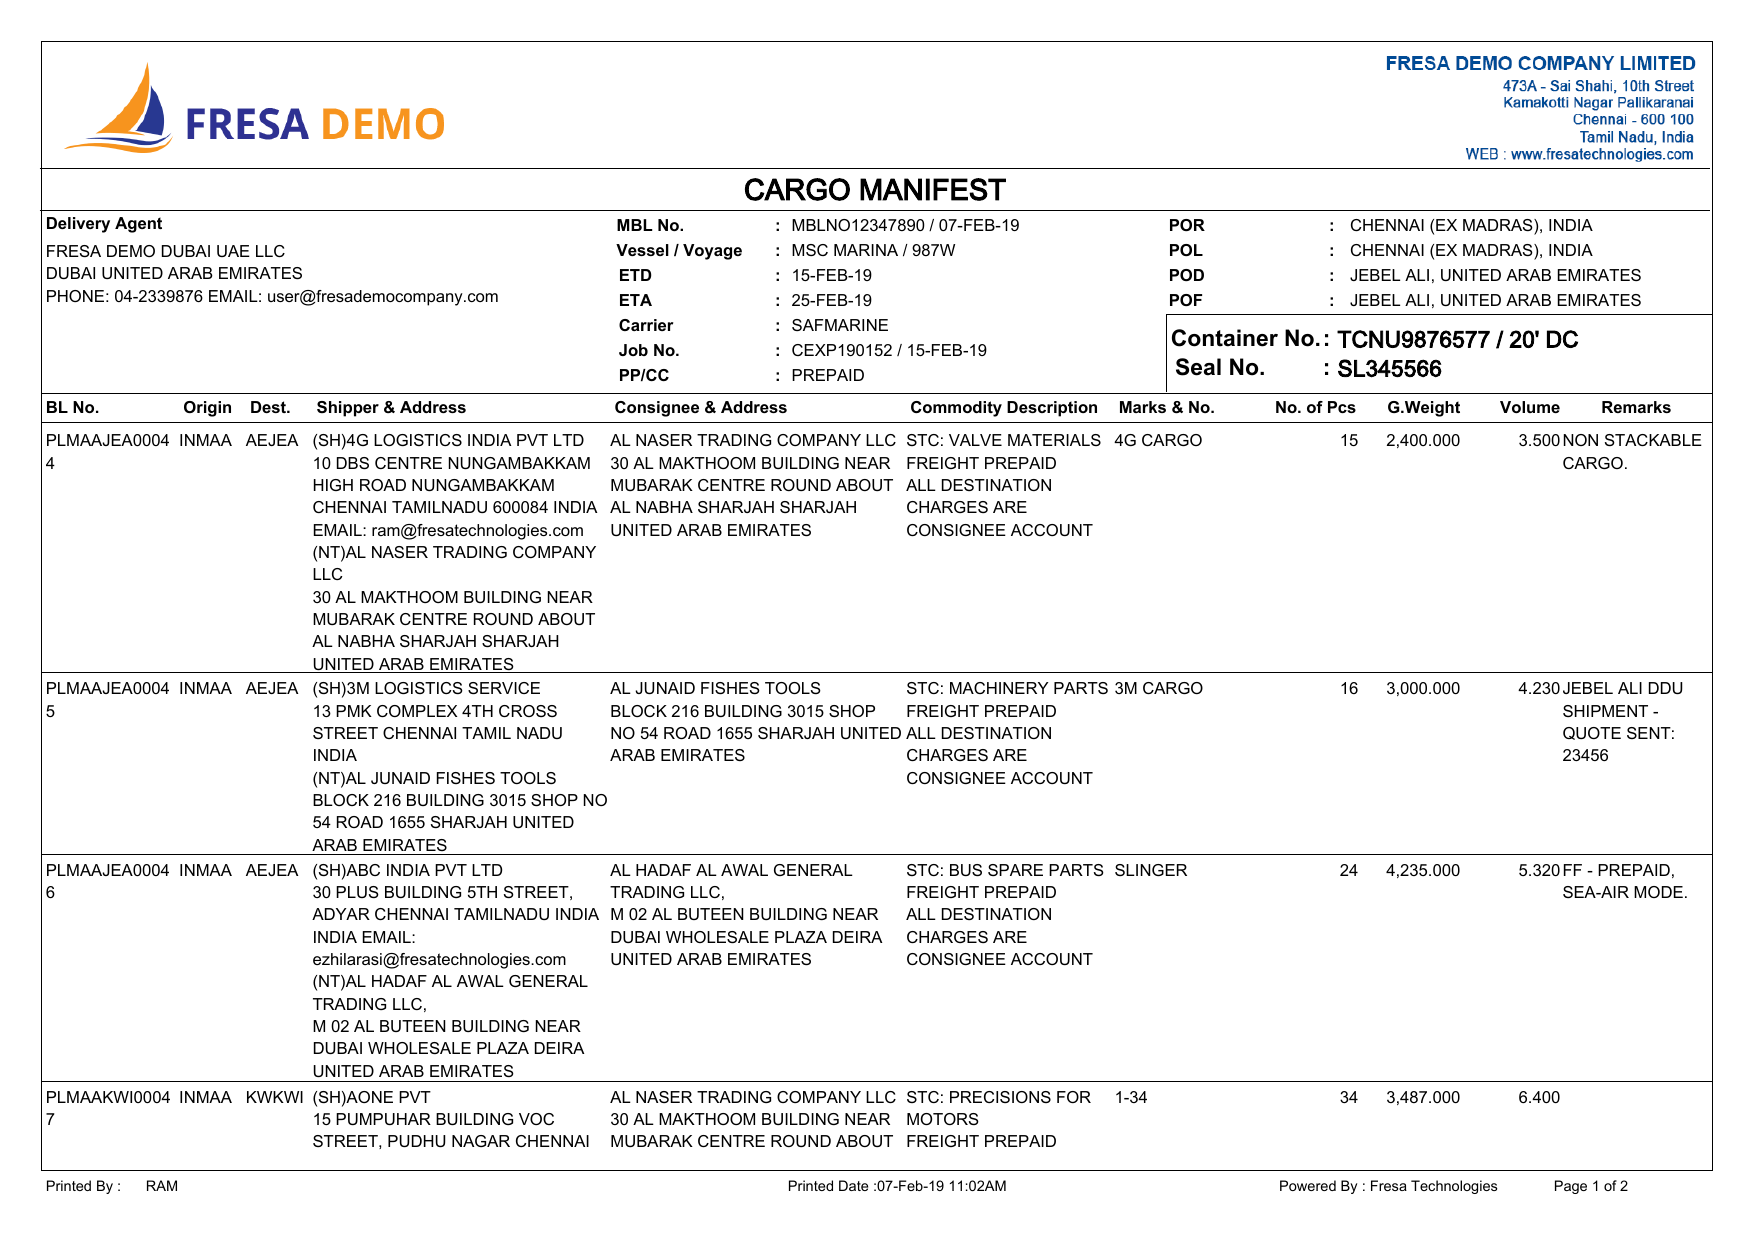 FRESA DEMO
FRESA DEMO COMPANY LIMITED
473A - Sai Shahi, 10th Street
Kamakotti Nagar Pallikaranai
Chennai - 600 100
Tamil Nadu, India
WEB : www.fresatechnologies.com
CARGO MANIFEST
Delivery Agent
FRESA DEMO DUBAI UAE LLC
DUBAI UNITED ARAB EMIRATES
PHONE: 04-2339876 EMAIL: user@fresademocompany.com
MBL No. : MBLNO12347890 / 07-FEB-19
Vessel / Voyage : MSC MARINA / 987W
ETD : 15-FEB-19
ETA : 25-FEB-19
Carrier : SAFMARINE
Job No. : CEXP190152 / 15-FEB-19
PP/CC : PREPAID
POR : CHENNAI (EX MADRAS), INDIA
POL : CHENNAI (EX MADRAS), INDIA
POD : JEBEL ALI, UNITED ARAB EMIRATES
POF : JEBEL ALI, UNITED ARAB EMIRATES
Container No. : TCNU9876577 / 20' DC
Seal No. : SL345566
BL No. Origin Dest. Shipper & Address Consignee & Address Commodity Description Marks & No. No. of Pcs G.Weight Volume Remarks
PLMAAJEA0004 INMAA AEJEA (SH)4G LOGISTICS INDIA PVT LTD AL NASER TRADING COMPANY LLC STC: VALVE MATERIALS 4G CARGO 15 2,400.000 3.500 NON STACKABLE
4 10 DBS CENTRE NUNGAMBAKKAM 30 AL MAKTHOOM BUILDING NEAR FREIGHT PREPAID CARGO.
HIGH ROAD NUNGAMBAKKAM MUBARAK CENTRE ROUND ABOUT ALL DESTINATION
CHENNAI TAMILNADU 600084 INDIA AL NABHA SHARJAH SHARJAH CHARGES ARE
EMAIL: ram@fresatechnologies.com UNITED ARAB EMIRATES CONSIGNEE ACCOUNT
(NT)AL NASER TRADING COMPANY
LLC
30 AL MAKTHOOM BUILDING NEAR
MUBARAK CENTRE ROUND ABOUT
AL NABHA SHARJAH SHARJAH
UNITED ARAB EMIRATES
PLMAAJEA0004 INMAA AEJEA (SH)3M LOGISTICS SERVICE AL JUNAID FISHES TOOLS STC: MACHINERY PARTS 3M CARGO 16 3,000.000 4.230 JEBEL ALI DDU
5 13 PMK COMPLEX 4TH CROSS BLOCK 216 BUILDING 3015 SHOP FREIGHT PREPAID SHIPMENT -
STREET CHENNAI TAMIL NADU NO 54 ROAD 1655 SHARJAH UNITED ALL DESTINATION QUOTE SENT:
INDIA ARAB EMIRATES CHARGES ARE 23456
(NT)AL JUNAID FISHES TOOLS CONSIGNEE ACCOUNT
BLOCK 216 BUILDING 3015 SHOP NO
54 ROAD 1655 SHARJAH UNITED
ARAB EMIRATES
PLMAAJEA0004 INMAA AEJEA (SH)ABC INDIA PVT LTD AL HADAF AL AWAL GENERAL STC: BUS SPARE PARTS SLINGER 24 4,235.000 5.320 FF - PREPAID,
6 30 PLUS BUILDING 5TH STREET, TRADING LLC, FREIGHT PREPAID SEA-AIR MODE.
ADYAR CHENNAI TAMILNADU INDIA M 02 AL BUTEEN BUILDING NEAR ALL DESTINATION
INDIA EMAIL: DUBAI WHOLESALE PLAZA DEIRA CHARGES ARE
ezhilarasi@fresatechnologies.com UNITED ARAB EMIRATES CONSIGNEE ACCOUNT
(NT)AL HADAF AL AWAL GENERAL
TRADING LLC,
M 02 AL BUTEEN BUILDING NEAR
DUBAI WHOLESALE PLAZA DEIRA
UNITED ARAB EMIRATES
PLMAAKWI0004 INMAA KWKWI (SH)AONE PVT AL NASER TRADING COMPANY LLC STC: PRECISIONS FOR 1-34 34 3,487.000 6.400
7 15 PUMPUHAR BUILDING VOC 30 AL MAKTHOOM BUILDING NEAR MOTORS
STREET, PUDHU NAGAR CHENNAI MUBARAK CENTRE ROUND ABOUT FREIGHT PREPAID
Printed By : RAM Printed Date :07-Feb-19 11:02AM Powered By : Fresa Technologies Page 1 of 2